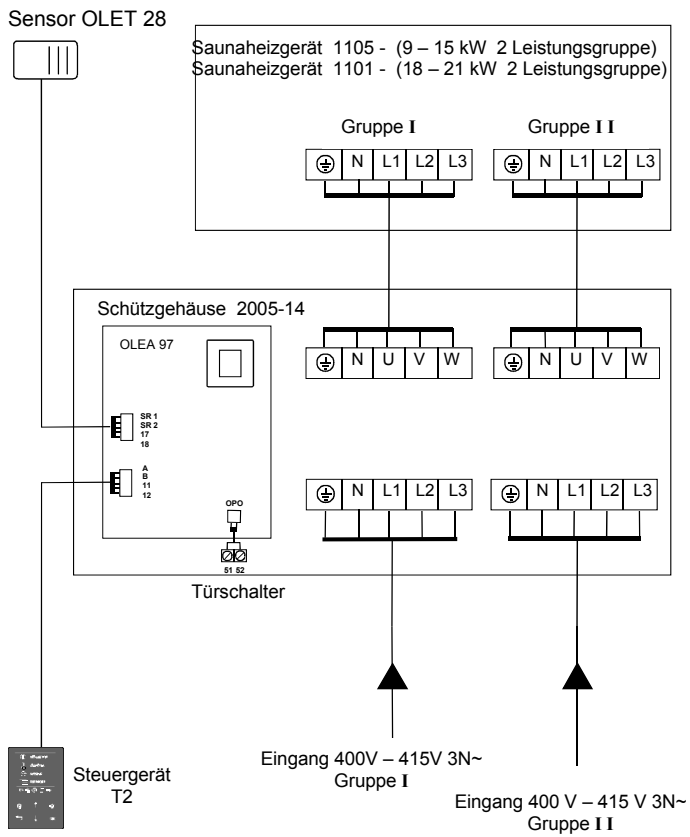 Sensor OLET 28
Saunaheizgerät 1105 - (9 – 15 kW 2 Leistungsgruppe)
Saunaheizgerät 1101 - (18 – 21 kW 2 Leistungsgruppe)
Gruppe I
Gruppe I I
N L1 L2 L3
N L1 L2 L3
Schützgehäuse 2005-14
OLEA 97
N U V W
N U V W
SR 1
SR 2
17
18
A
B
11
12
N L1 L2 L3
N L1 L2 L3
OPO
51 52
Türschalter
Steuergerät
T2
Eingang 400V – 415V 3N~
Gruppe I
Eingang 400 V – 415 V 3N~
Gruppe I I